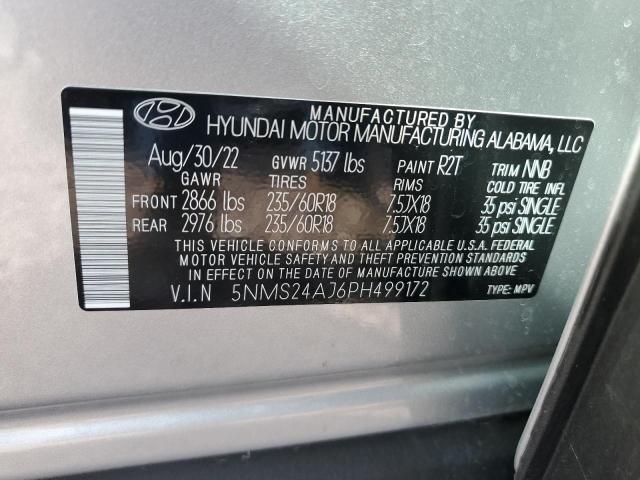 MANUFACTURED BY
HYUNDAI MOTOR MANUFACTURING ALABAMA, LLC
Aug/30/22 GVWR 5137 lbs PAINT R2T TRIM NNB
GAWR TIRES RIMS COLD TIRE INFL
FRONT 2866 lbs 235/60R18 7.5JX18 35 psi SINGLE
REAR 2976 lbs 235/60R18 7.5JX18 35 psi SINGLE
THIS VEHICLE CONFORMS TO ALL APPLICABLE U.S.A. FEDERAL
MOTOR VEHICLE SAFETY AND THEFT PREVENTION STANDARDS
IN EFFECT ON THE DATE OF MANUFACTURE SHOWN ABOVE.
V.I.N 5NMS24AJ6PH499172 TYPE: MPV